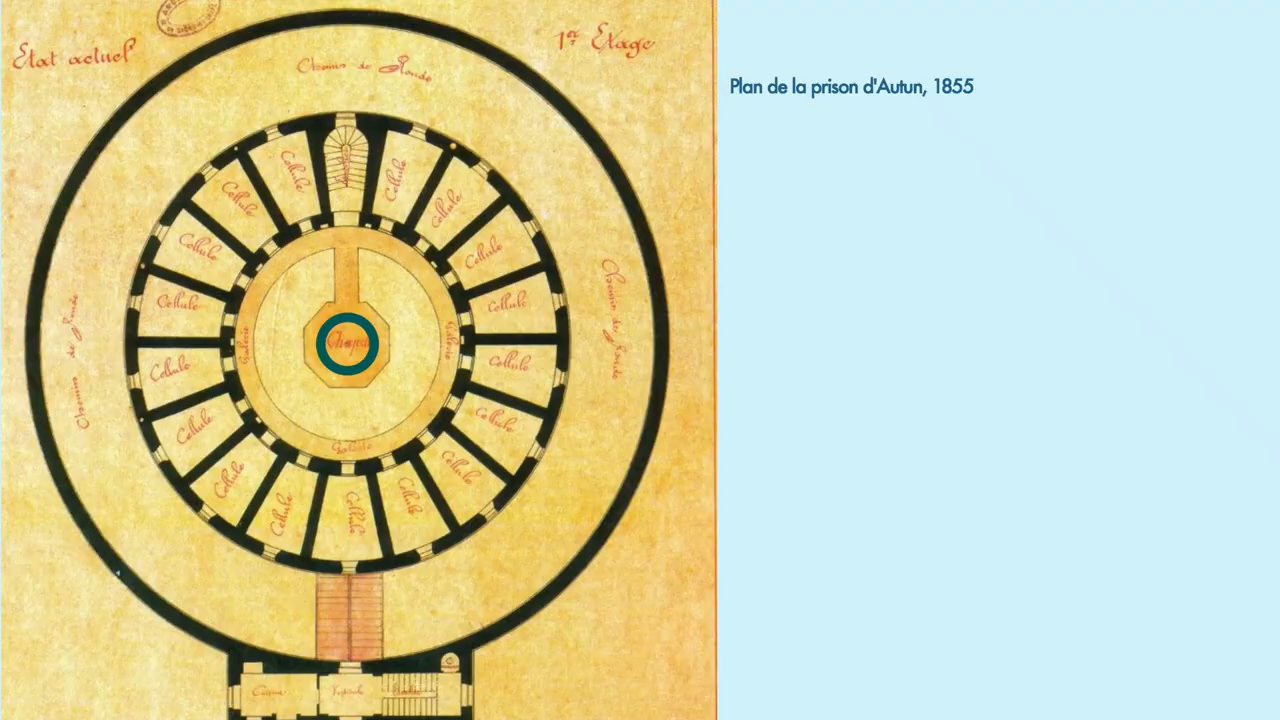 Etat actuel
1er Etage
Plan de la prison d'Autun, 1855
Chemin de Ronde
Cellule
Cellule
Cellule
Cellule
Cellule
Cellule
Cellule
Cellule
Chemin de Ronde
Chemin de Ronde
Galerie
Galerie
Cellule
Cellule
Cellule
Cellule
Cellule
Cellule
Cellule
Cellule
Cellule
Galerie
Cuisine
Vestibule